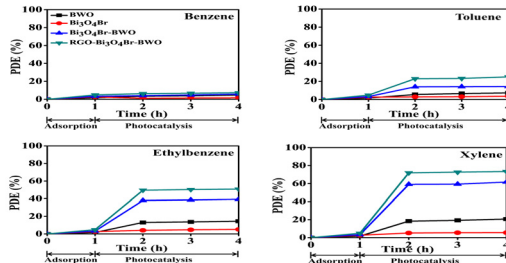 Benzene
BWO
Bi₃O₄Br
Bi₃O₄Br-BWO
RGO-Bi₃O₄Br-BWO
PDE (%)
100
80
60
40
20
0
0 1 2 3 4
Time (h)
Adsorption Photocatalysis
Toluene
PDE (%)
100
80
60
40
20
0
0 1 2 3 4
Time (h)
Adsorption Photocatalysis
Ethylbenzene
PDE (%)
100
80
60
40
20
0
0 1 2 3 4
Time (h)
Adsorption Photocatalysis
Xylene
PDE (%)
100
80
60
40
20
0
0 1 2 3 4
Time (h)
Adsorption Photocatalysis